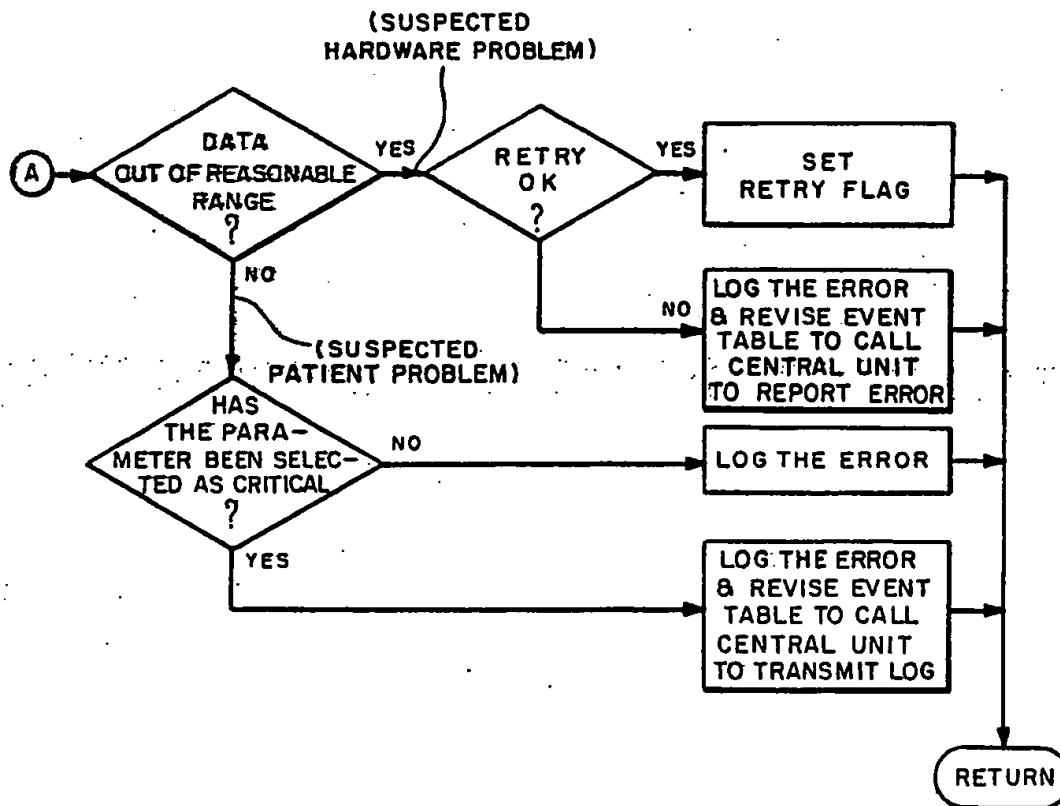 (SUSPECTED
HARDWARE PROBLEM)
A
DATA
OUT OF REASONABLE
RANGE
?
YES
RETRY
OK
?
YES
SET
RETRY FLAG
NO
NO
LOG THE ERROR
& REVISE EVENT
TABLE TO CALL
CENTRAL UNIT
TO REPORT ERROR
(SUSPECTED
PATIENT PROBLEM)
HAS
THE PARA-
METER BEEN SELEC-
TED AS CRITICAL
?
NO
LOG THE ERROR
YES
LOG THE ERROR
& REVISE EVENT
TABLE TO CALL
CENTRAL UNIT
TO TRANSMIT LOG
RETURN